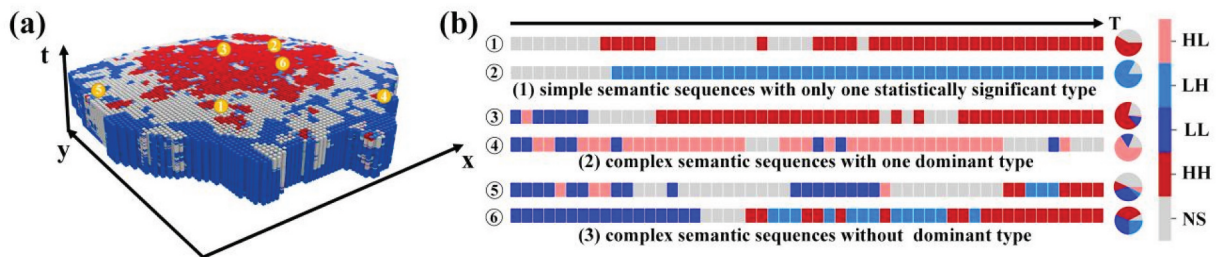 (a)
t
y
x
③
②
⑥
⑤
④
①
(b)
T
①
②
(1) simple semantic sequences with only one statistically significant type
③
④
(2) complex semantic sequences with one dominant type
⑤
⑥
(3) complex semantic sequences without dominant type
HL
LH
LL
HH
NS